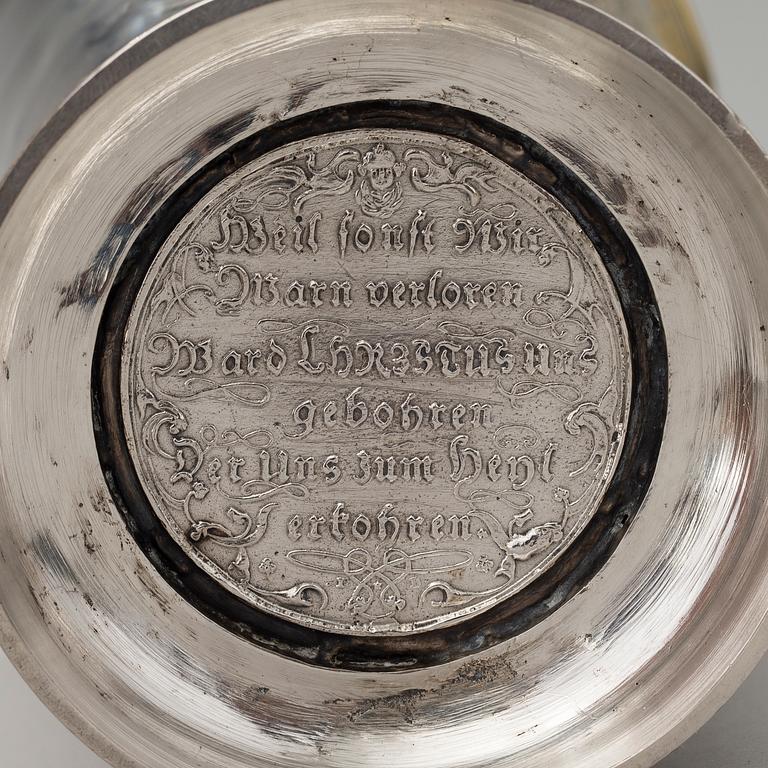 Weil sonst Wir
Warn verloren
Ward CHRISTUS Uns
gebohren
Der Uns zum Heyl
erkohren.